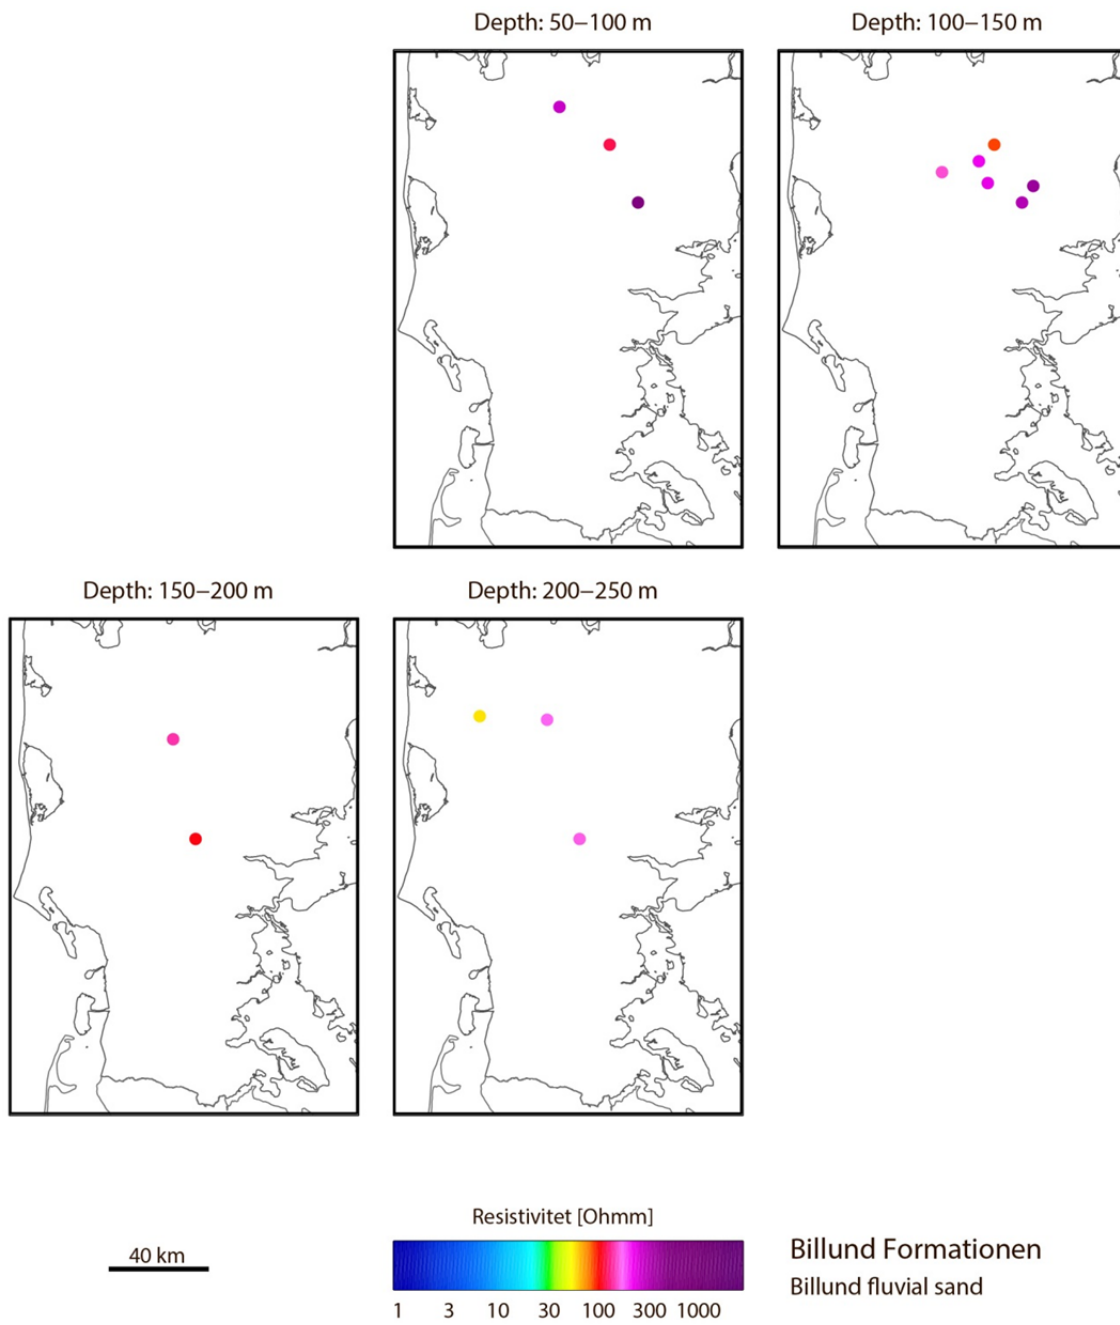 Depth: 50–100 m
Depth: 100–150 m
Depth: 150–200 m
Depth: 200–250 m
40 km
Resistivitet [Ohmm]
1 3 10 30 100 300 1000
Billund Formationen
Billund fluvial sand